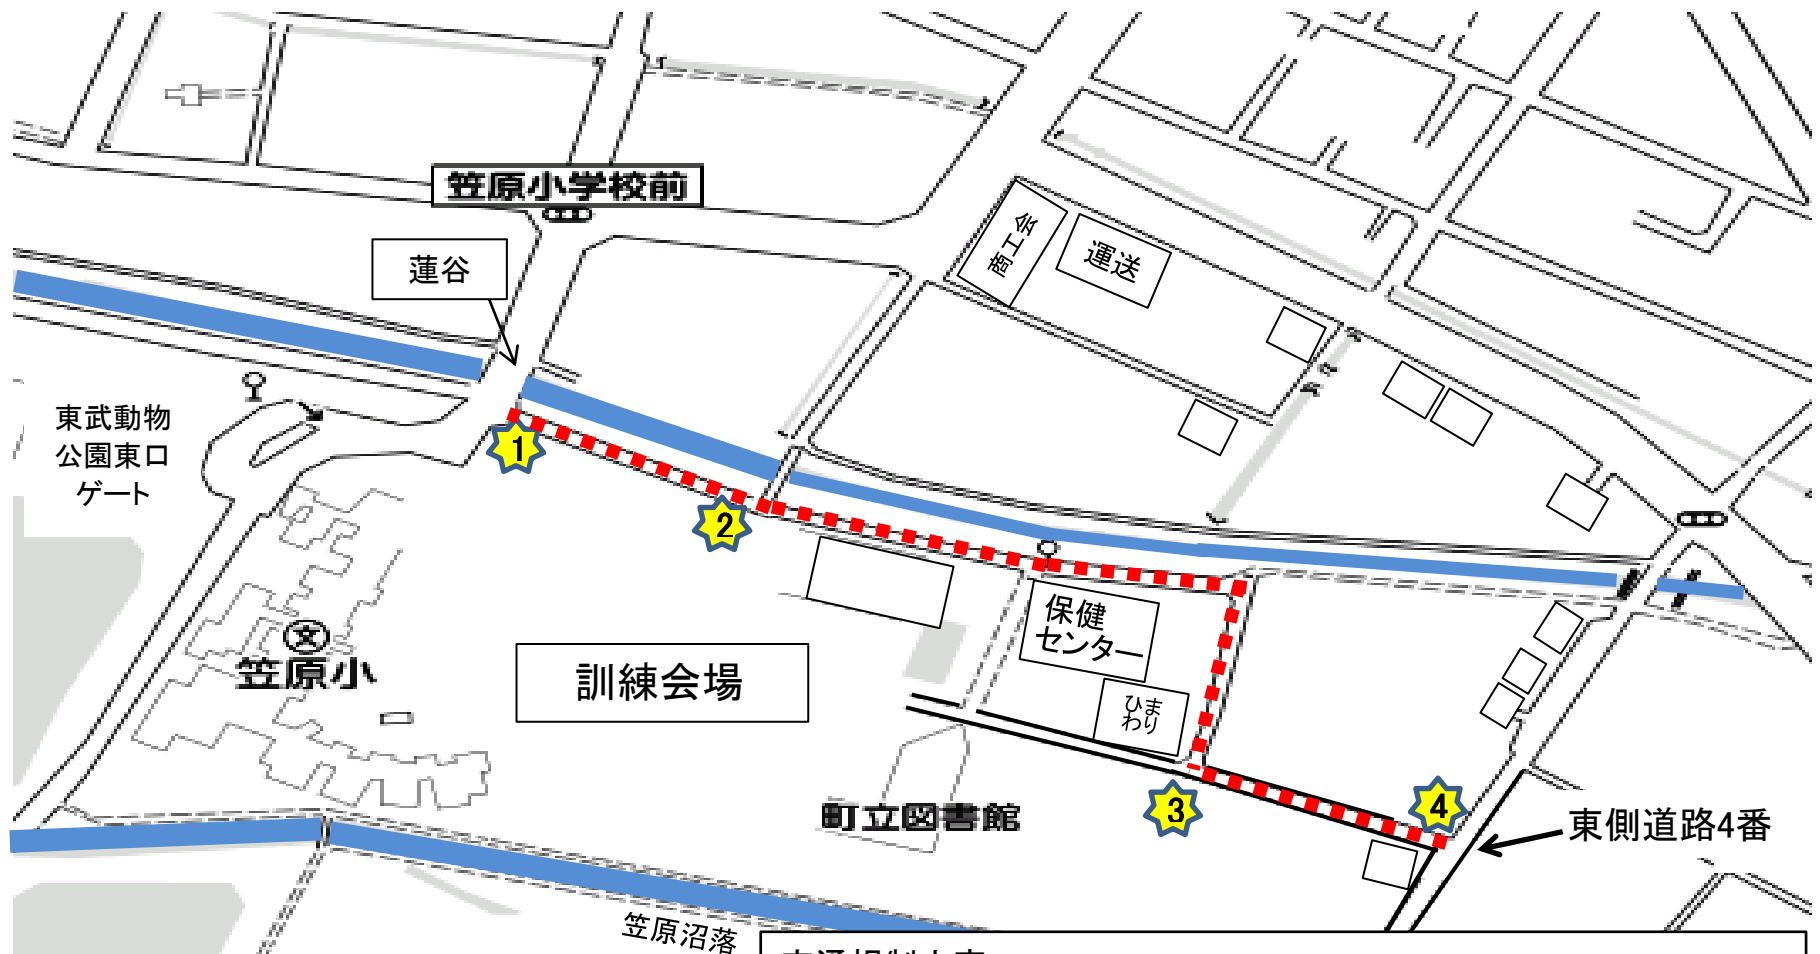 笠原小学校前
商工会
運送
蓮谷
東武動物
公園東口
ゲート
1
2
保健
センター
笠原小
訓練会場
ひま
わり
町立図書館
3
4
東側道路4番
笠原沼落